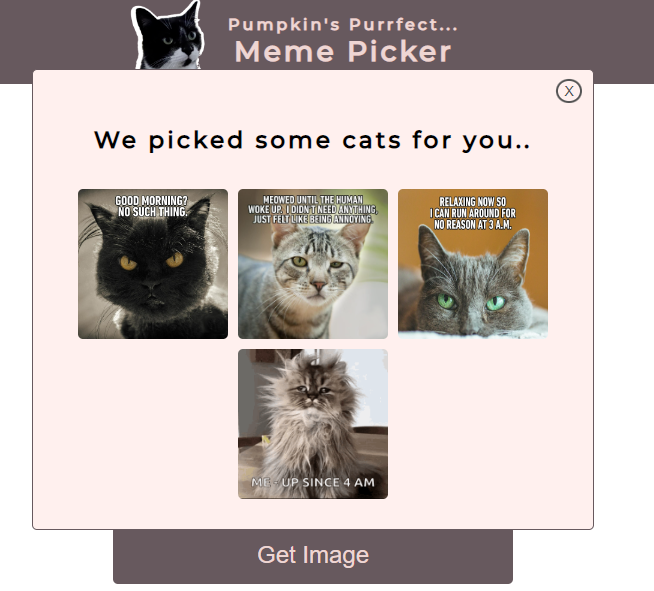 Pumpkin's Purrfect...
Meme Picker
X
We picked some cats for you..
GOOD MORNING?
NO SUCH THING.
MEOWED UNTIL THE HUMAN
WOKE UP. I DIDN'T NEED ANYTHING,
JUST FELT LIKE BEING ANNOYING.
RELAXING NOW SO
I CAN RUN AROUND FOR
NO REASON AT 3 A.M.
ME - UP SINCE 4 AM
Get Image